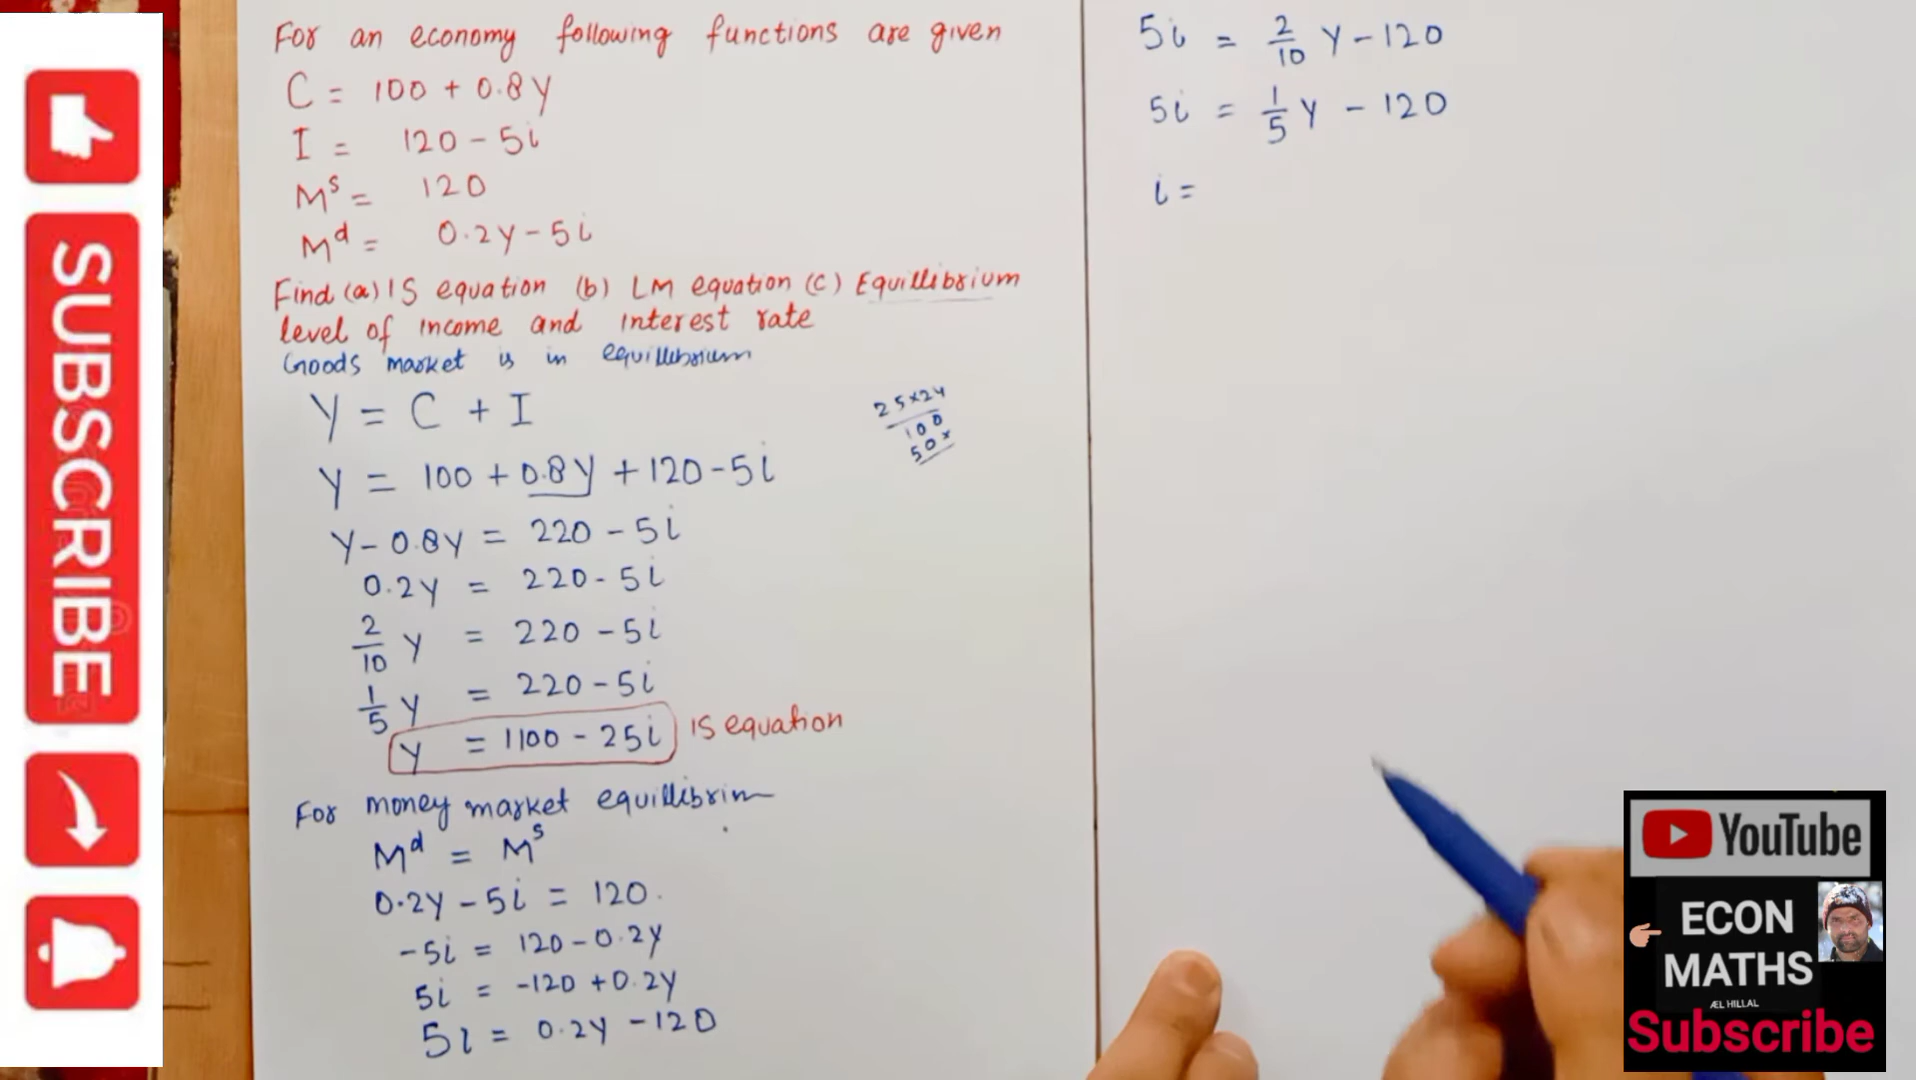 For an economy following functions are given
C = 100 + 0.8Y
I = 120 - 5i
Mˢ = 120
Mᵈ = 0.2Y - 5i
Find (a) IS equation (b) LM equation (c) Equillibrium
level of income and interest rate
Goods market is in equillibrium
Y = C + I
25×24
100
50×
Y = 100 + 0.8Y + 120 - 5i
Y - 0.8Y = 220 - 5i
0.2Y = 220 - 5i
2/10 Y = 220 - 5i
1/5 Y = 220 - 5i
Y = 1100 - 25i IS equation
For money market equillibrim
Mᵈ = Mˢ
0.2Y - 5i = 120.
-5i = 120 - 0.2Y
5i = -120 + 0.2Y
5i = 0.2Y - 120
5i = 2/10 Y - 120
5i = 1/5 Y - 120
i =
SUBSCRIBE
YouTube
ECON
MATHS
ÆL HILLAL
Subscribe